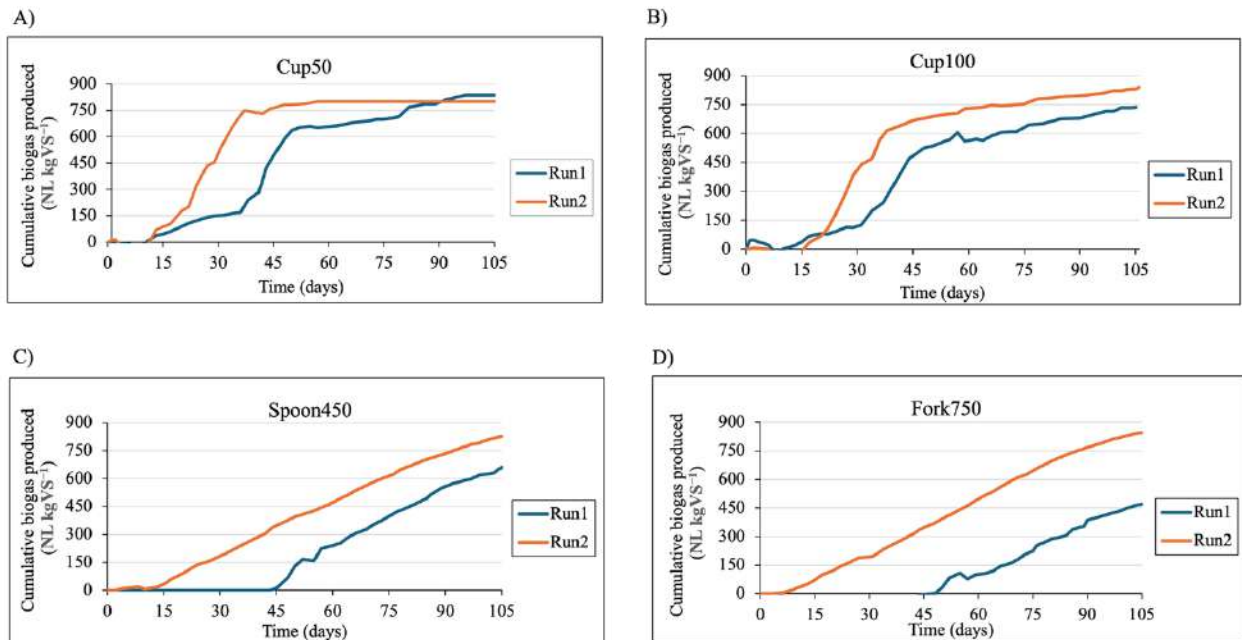 A)
Cup50
Cumulative biogas produced
(NL kgVS⁻¹)
900
750
600
450
300
150
0
0 15 30 45 60 75 90 105
Time (days)
Run1
Run2
B)
Cup100
Cumulative biogas produced
(NL kgVS⁻¹)
900
750
600
450
300
150
0
0 15 30 45 60 75 90 105
Time (days)
Run1
Run2
C)
Spoon450
Cumulative biogas produced
(NL kgVS⁻¹)
900
750
600
450
300
150
0
0 15 30 45 60 75 90 105
Time (days)
Run1
Run2
D)
Fork750
Cumulative biogas produced
(NL kgVS⁻¹)
900
750
600
450
300
150
0
0 15 30 45 60 75 90 105
Time (days)
Run1
Run2